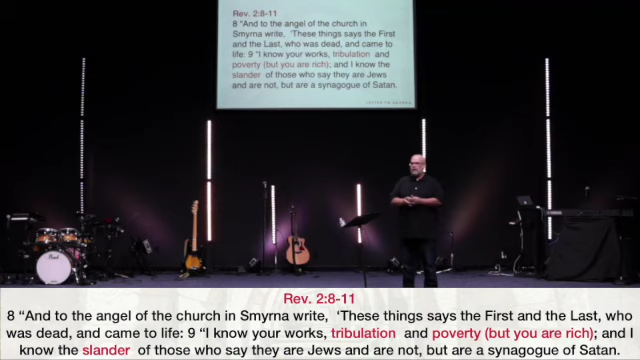 Rev. 2:8-11
8 “And to the angel of the church in
Smyrna write,  ‘These things says the First
and the Last, who was dead, and came to
life: 9 “I know your works, tribulation  and
poverty (but you are rich); and I know the
slander  of those who say they are Jews
and are not, but are a synagogue of Satan.
LETTER TO SMYRNA
Pearl
Rev. 2:8-11
8 “And to the angel of the church in Smyrna write,  ‘These things says the First and the Last, who
was dead, and came to life: 9 “I know your works, tribulation  and poverty (but you are rich); and I
know the slander  of those who say they are Jews and are not, but are a synagogue of Satan.